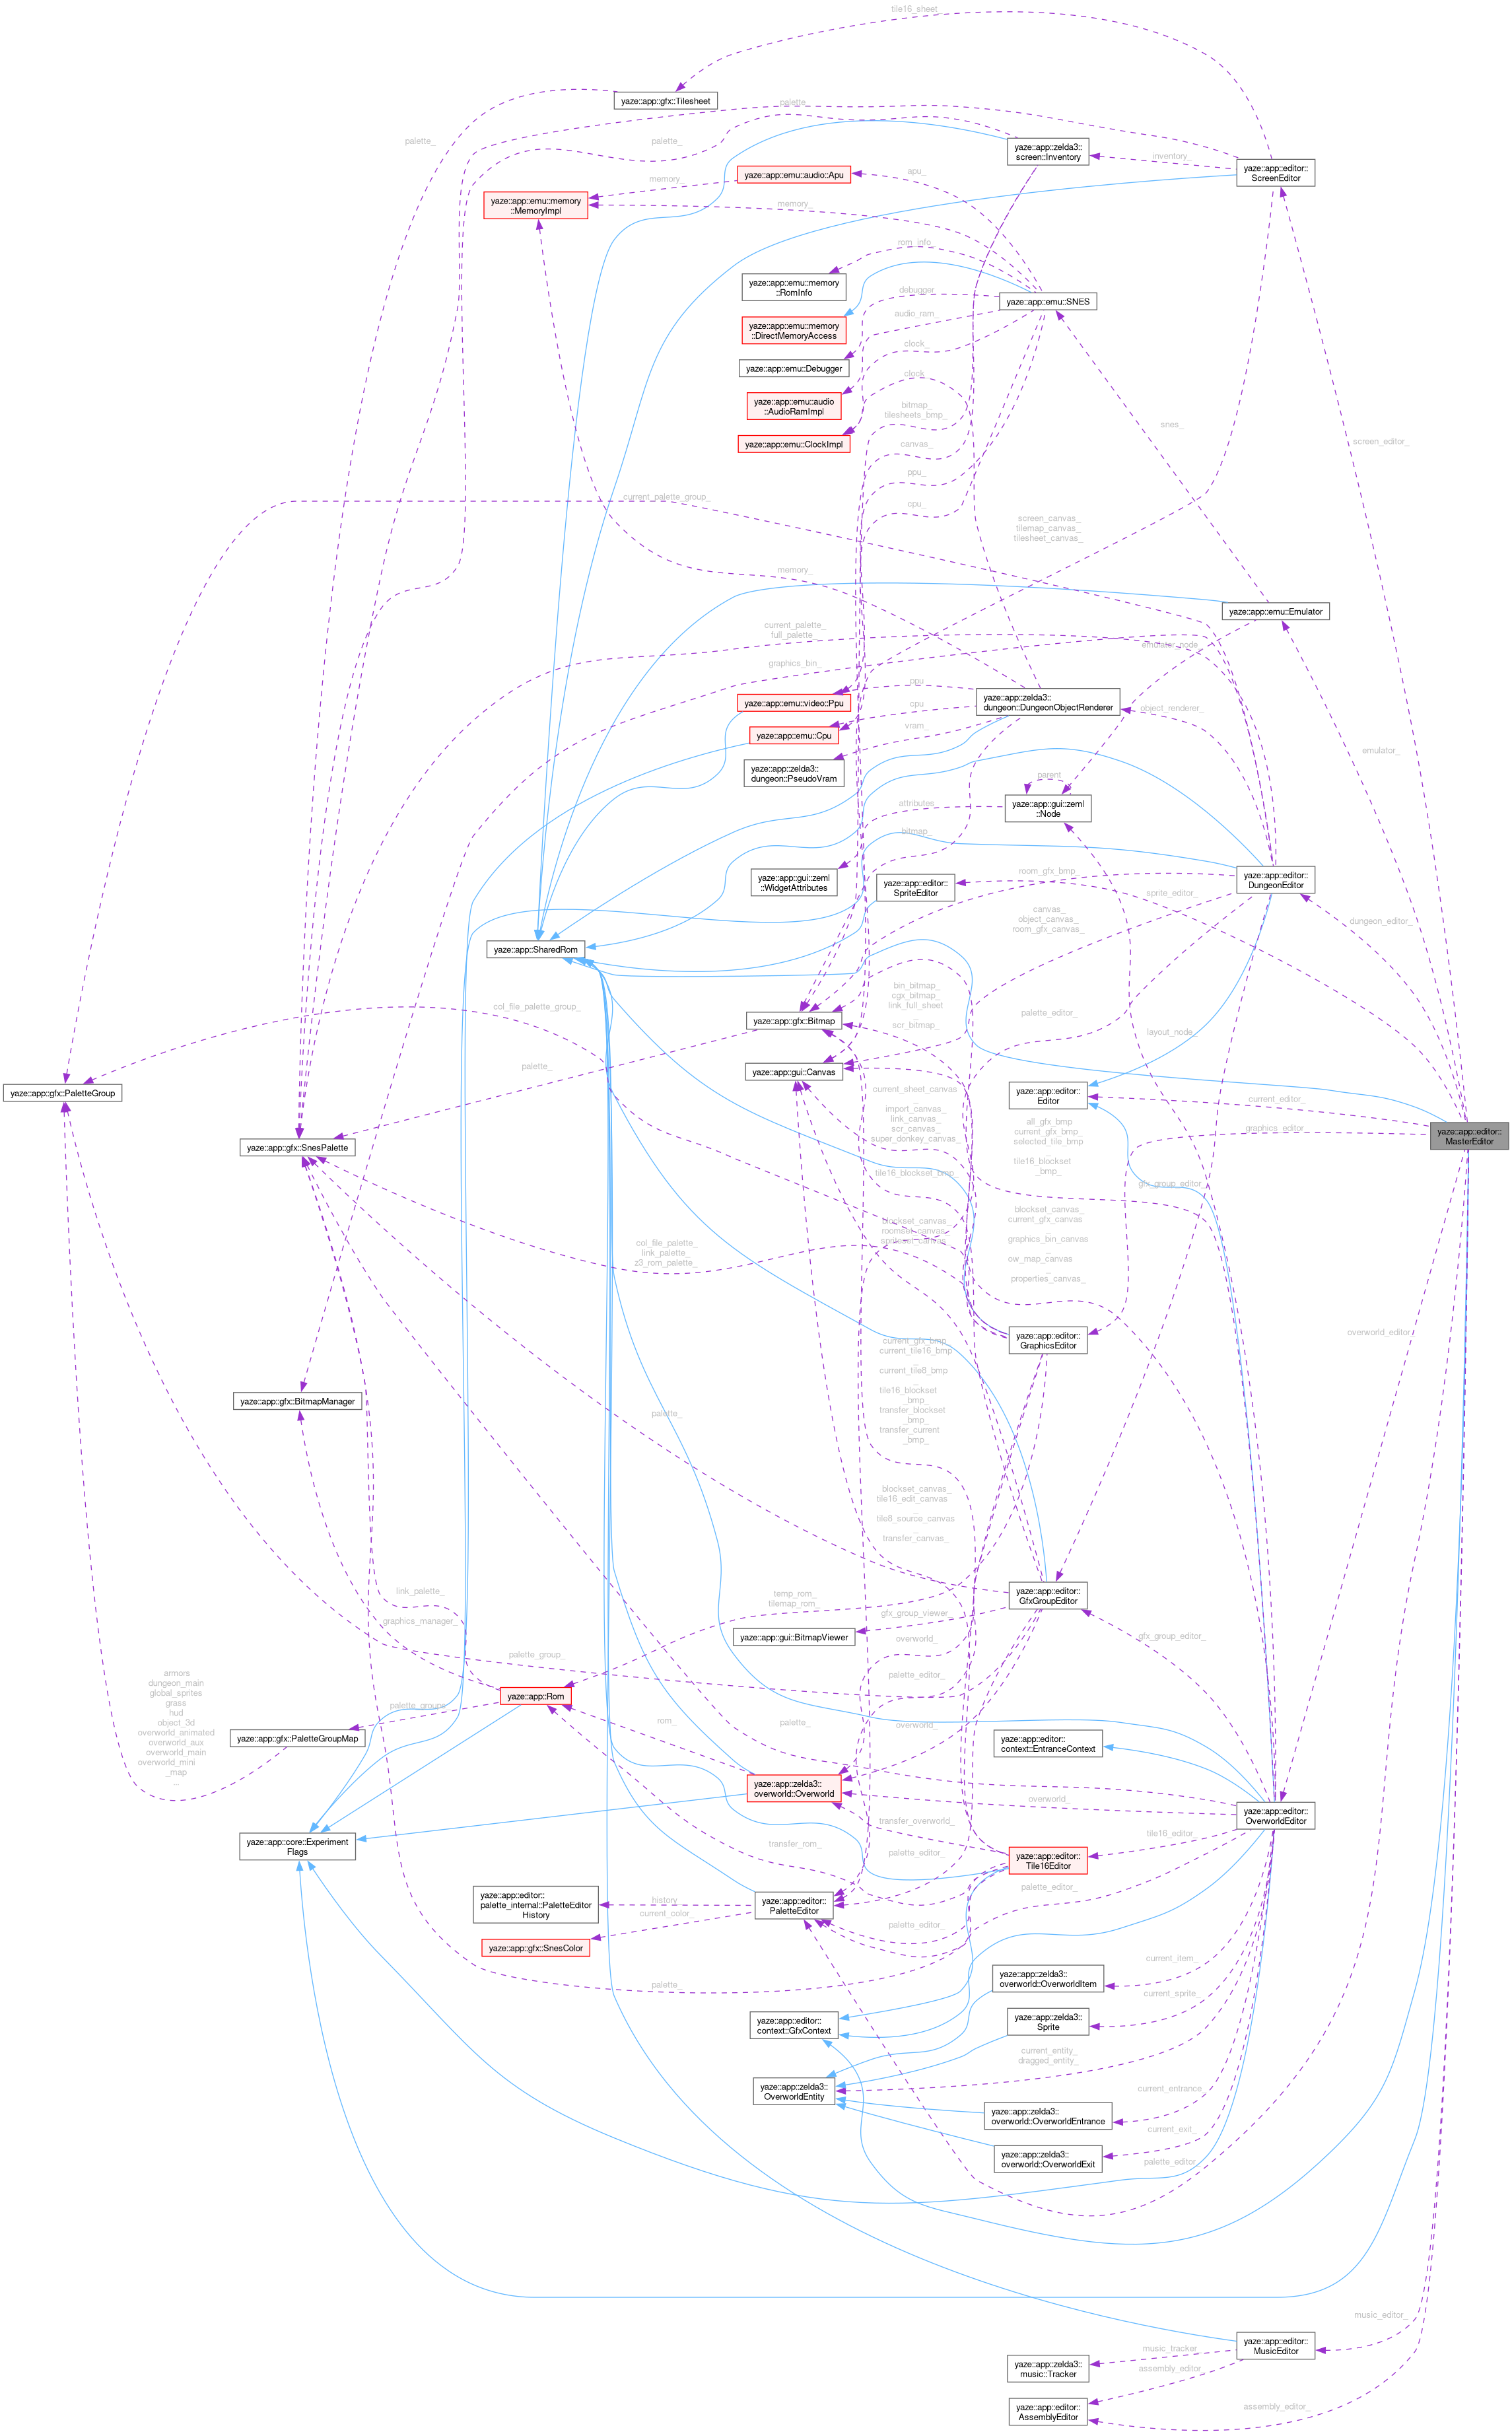 tile16_sheet
yaze::app::gfx::Tilesheet
palette_
palette_
palette_
yaze::app::zelda3::
screen::Inventory
inventory_
yaze::app::editor::
ScreenEditor
yaze::app::emu::audio::Apu
apu_
memory_
yaze::app::emu::memory
::MemoryImpl
memory_
rom_info_
yaze::app::emu::memory
::RomInfo
debugger_
yaze::app::emu::SNES
audio_ram_
yaze::app::emu::memory
::DirectMemoryAccess
clock_
yaze::app::emu::Debugger
clock_
yaze::app::emu::audio
::AudioRamImpl
bitmap_
tilesheets_bmp_
snes_
screen_editor_
yaze::app::emu::ClockImpl
canvas_
ppu_
current_palette_group_
cpu_
screen_canvas_
tilemap_canvas_
tilesheet_canvas_
memory_
yaze::app::emu::Emulator
current_palette_
full_palette_
emulator_node_
graphics_bin_
ppu
emulator_
yaze::app::emu::video::Ppu
yaze::app::zelda3::
dungeon::DungeonObjectRenderer
cpu
object_renderer_
vram_
yaze::app::emu::Cpu
yaze::app::zelda3::
dungeon::PseudoVram
parent
yaze::app::gui::zeml
::Node
attributes
bitmap_
yaze::app::gui::zeml
::WidgetAttributes
yaze::app::editor::
SpriteEditor
room_gfx_bmp_
yaze::app::editor::
DungeonEditor
sprite_editor_
canvas_
object_canvas_
room_gfx_canvas_
dungeon_editor_
yaze::app::SharedRom
bin_bitmap_
cgx_bitmap_
link_full_sheet
_
scr_bitmap_
palette_editor_
layout_node_
col_file_palette_group_
yaze::app::gfx::Bitmap
palette_
yaze::app::gui::Canvas
yaze::app::gfx::PaletteGroup
yaze::app::editor::
Editor
current_editor_
current_sheet_canvas
_
import_canvas_
link_canvas_
scr_canvas_
super_donkey_canvas_
all_gfx_bmp
current_gfx_bmp_
selected_tile_bmp
_
tile16_blockset
_bmp_
graphics_editor_
yaze::app::editor::
MasterEditor
yaze::app::gfx::SnesPalette
tile16_blockset_bmp_
gfx_group_editor_
blockset_canvas_
roomset_canvas_
spriteset_canvas_
blockset_canvas_
current_gfx_canvas
_
graphics_bin_canvas
_
ow_map_canvas
_
properties_canvas_
col_file_palette_
link_palette_
z3_rom_palette_
yaze::app::editor::
GraphicsEditor
overworld_editor_
yaze::app::gfx::BitmapManager
current_gfx_bmp_
current_tile16_bmp
_
current_tile8_bmp
_
tile16_blockset
_bmp_
transfer_blockset
_bmp_
transfer_current
_bmp_
palette_
blockset_canvas_
tile16_edit_canvas
_
tile8_source_canvas
_
transfer_canvas_
yaze::app::editor::
GfxGroupEditor
link_palette_
temp_rom_
tilemap_rom_
gfx_group_viewer_
graphics_manager_
yaze::app::gui::BitmapViewer
overworld_
gfx_group_editor_
palette_group_
palette_editor_
armors
dungeon_main
global_sprites
grass
hud
object_3d
overworld_animated
overworld_aux
overworld_main
overworld_mini
_map
_
yaze::app::Rom
palette_groups_
yaze::app::gfx::PaletteGroupMap
rom_
palette_
overworld_
yaze::app::editor::
context::EntranceContext
yaze::app::zelda3::
overworld::Overworld
overworld_
yaze::app::editor::
OverworldEditor
transfer_overworld_
tile16_editor_
yaze::app::core::Experiment
Flags
transfer_rom_
palette_editor_
yaze::app::editor::
Tile16Editor
palette_editor_
yaze::app::editor::
palette_internal::PaletteEditor
History
history_
current_color_
yaze::app::editor::
PaletteEditor
palette_editor_
yaze::app::gfx::SnesColor
palette_
yaze::app::zelda3::
overworld::OverworldItem
current_item_
current_sprite_
yaze::app::editor::
context::GfxContext
yaze::app::zelda3::
Sprite
current_entity_
dragged_entity_
yaze::app::zelda3::
OverworldEntity
yaze::app::zelda3::
overworld::OverworldEntrance
current_entrance_
current_exit_
yaze::app::zelda3::
overworld::OverworldExit
palette_editor_
music_editor_
yaze::app::editor::
MusicEditor
music_tracker_
yaze::app::zelda3::
music::Tracker
assembly_editor_
yaze::app::editor::
AssemblyEditor
assembly_editor_